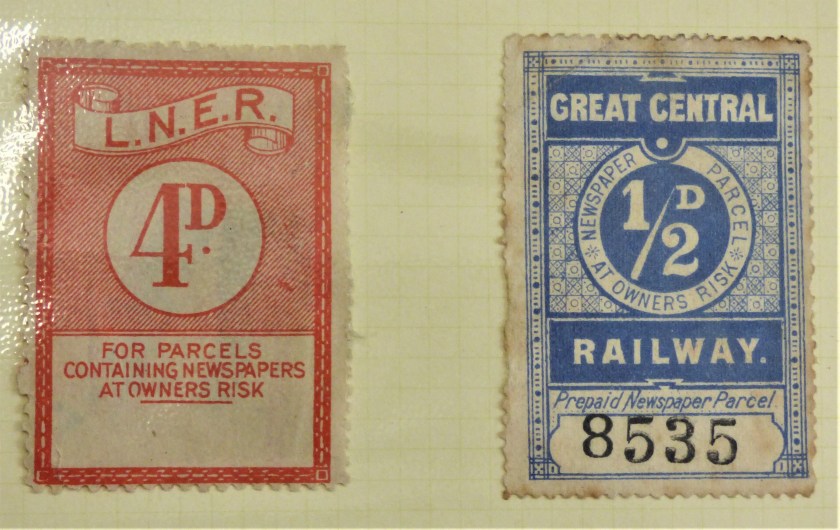 L.N.E.R.
4D.
FOR PARCELS
CONTAINING NEWSPAPERS
AT OWNERS RISK
GREAT CENTRAL
NEWSPAPER PARCEL
* AT OWNERS RISK *
1/2 D
RAILWAY.
Prepaid Newspaper Parcel.
8535